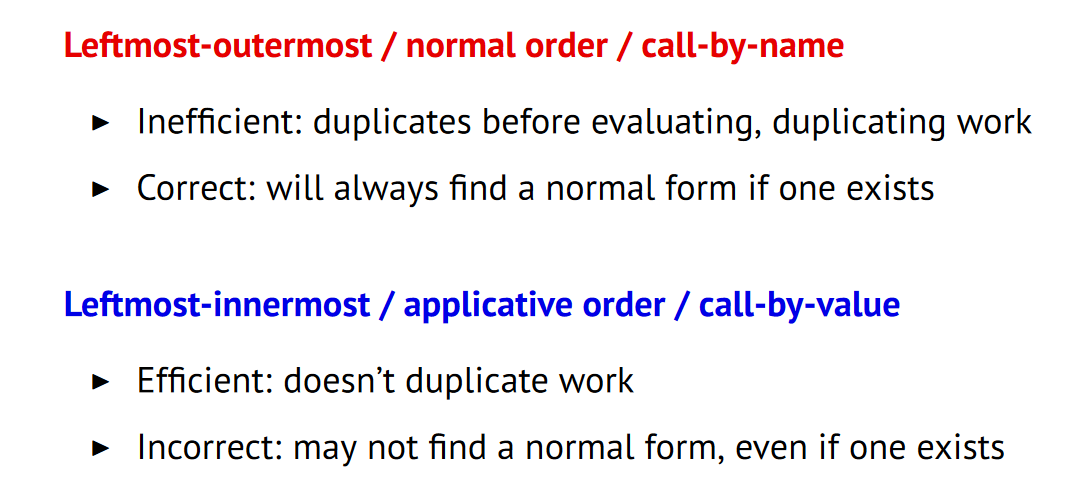 Leftmost-outermost / normal order / call-by-name
► Inefficient: duplicates before evaluating, duplicating work
► Correct: will always find a normal form if one exists
Leftmost-innermost / applicative order / call-by-value
► Efficient: doesn’t duplicate work
► Incorrect: may not find a normal form, even if one exists